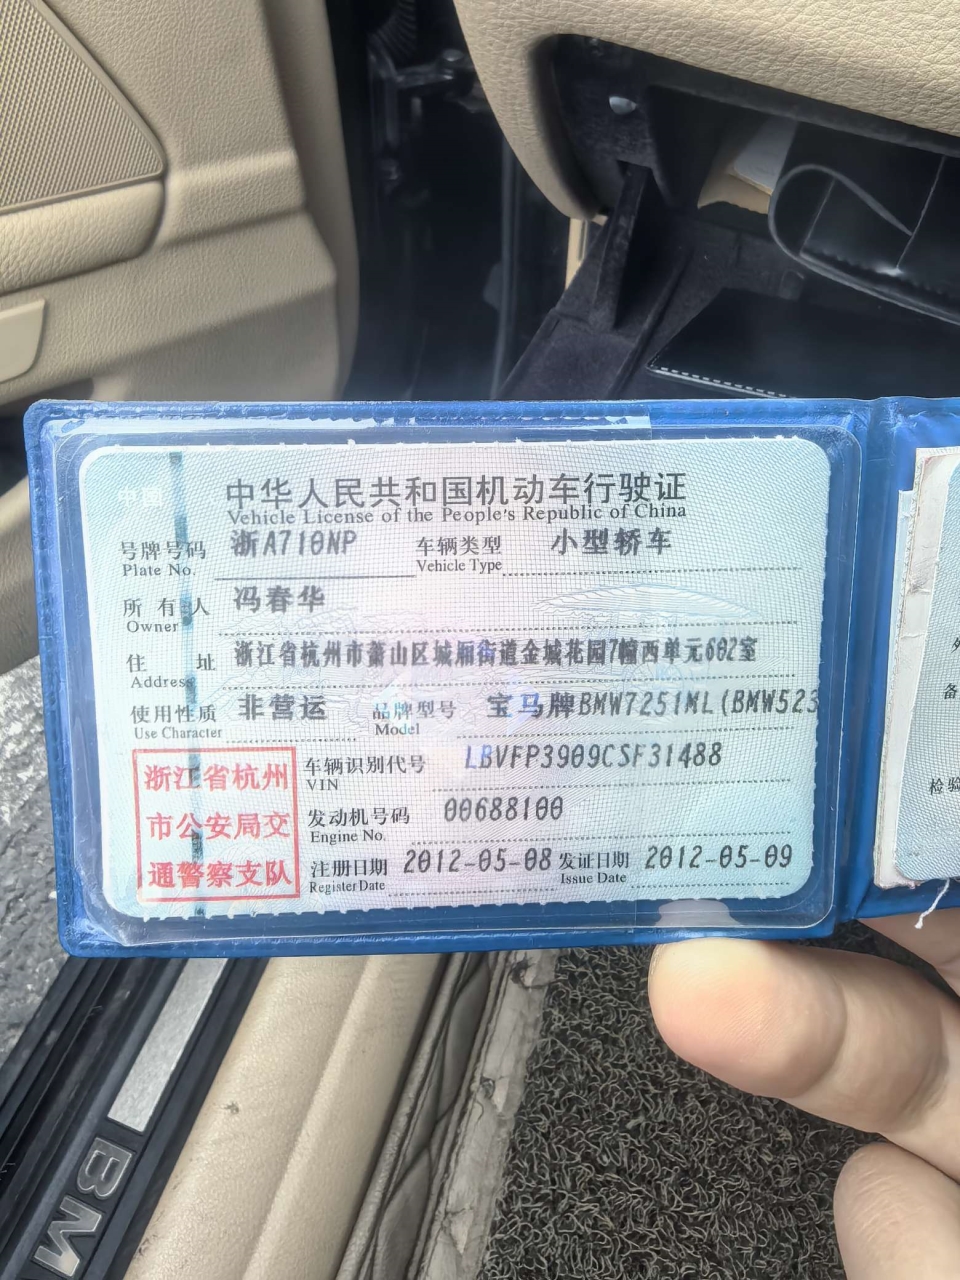 中华人民共和国机动车行驶证
Vehicle License of the People's Republic of China
号牌号码 浙A710NP 车辆类型 小型轿车
Plate No. Vehicle Type
所有人 冯春华
Owner
住址 浙江省杭州市萧山区城厢街道金城花园7幢西单元602室
Address
使用性质 非营运 品牌型号 宝马牌BMW7251ML(BMW523
Use Character Model
车辆识别代号 LBVFP3909CSF31488
VIN
发动机号码 00688100
Engine No.
注册日期 2012-05-08 发证日期 2012-05-09
Register Date Issue Date
浙江省杭州
市公安局交
通警察支队
备
检验
BM